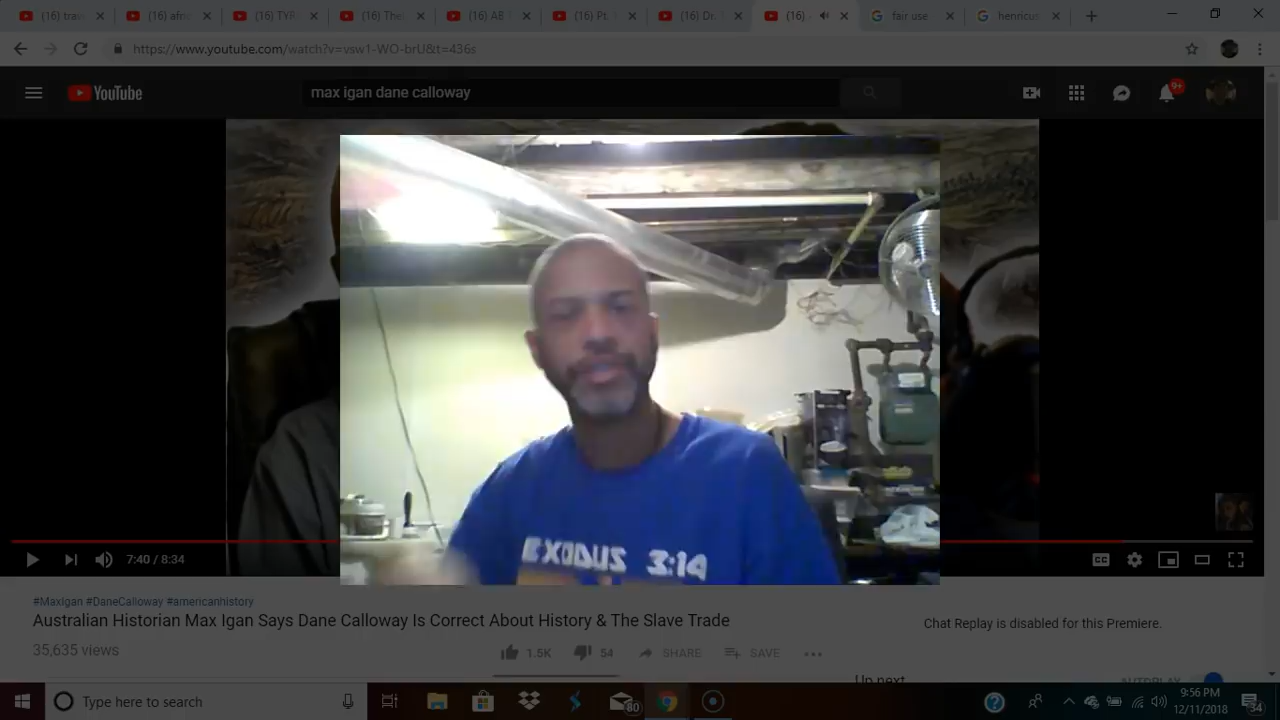 (16) trav
(16) afri
(16) TYR
(16) The
(16) AB
(16) Pt.
(16) Dr.
(16)
fair use
henricus
https://www.youtube.com/watch?v=vsw1-WO-brU&t=436s
YouTube
max igan dane calloway
9+
EXODUS 3:14
7:40 / 8:34
CC
#MaxIgan #DaneCalloway #americanhistory
Australian Historian Max Igan Says Dane Calloway Is Correct About History & The Slave Trade
35,635 views
1.5K
54
SHARE
SAVE
Chat Replay is disabled for this Premiere.
Up next
AUTOPLAY
Type here to search
80
9:56 PM
12/11/2018
34